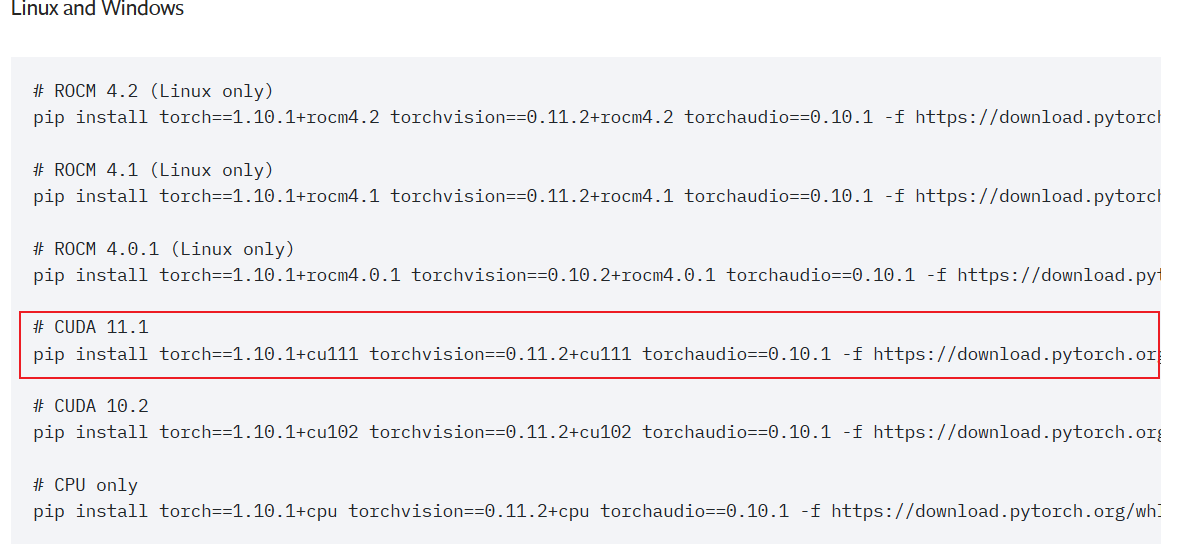 Linux and Windows
# ROCM 4.2 (Linux only)
pip install torch==1.10.1+rocm4.2 torchvision==0.11.2+rocm4.2 torchaudio==0.10.1 -f https://download.pytorch
# ROCM 4.1 (Linux only)
pip install torch==1.10.1+rocm4.1 torchvision==0.11.2+rocm4.1 torchaudio==0.10.1 -f https://download.pytorch
# ROCM 4.0.1 (Linux only)
pip install torch==1.10.1+rocm4.0.1 torchvision==0.10.2+rocm4.0.1 torchaudio==0.10.1 -f https://download.pyt
# CUDA 11.1
pip install torch==1.10.1+cu111 torchvision==0.11.2+cu111 torchaudio==0.10.1 -f https://download.pytorch.org
# CUDA 10.2
pip install torch==1.10.1+cu102 torchvision==0.11.2+cu102 torchaudio==0.10.1 -f https://download.pytorch.org
# CPU only
pip install torch==1.10.1+cpu torchvision==0.11.2+cpu torchaudio==0.10.1 -f https://download.pytorch.org/whl